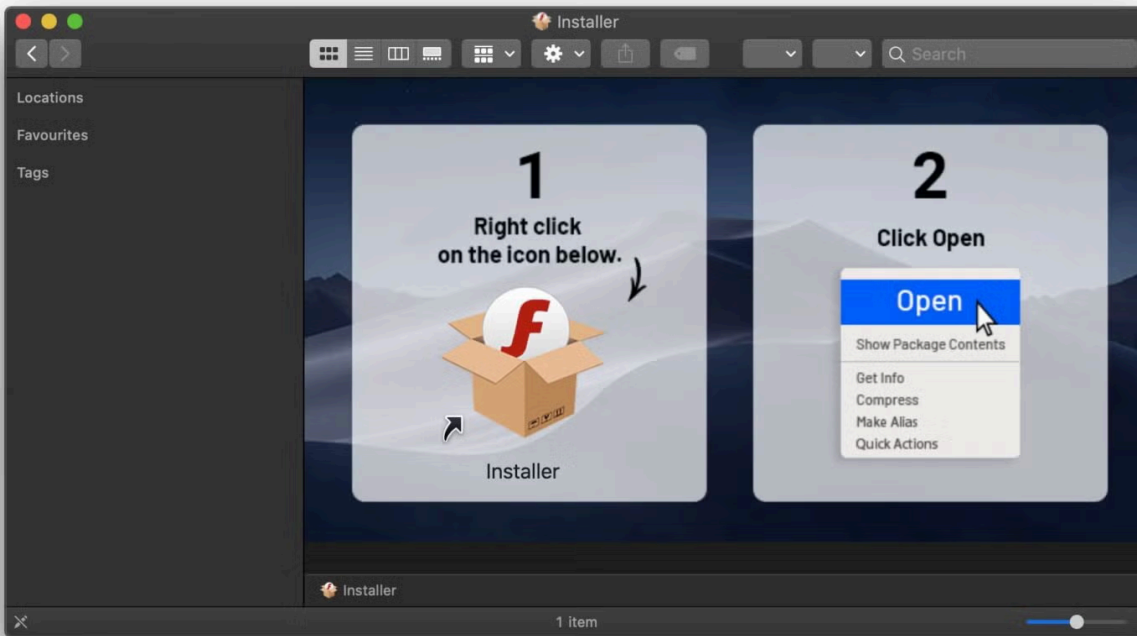 Installer
Search
Locations
Favourites
Tags
1
Right click
on the icon below.
Installer
2
Click Open
Open
Show Package Contents
Get Info
Compress
Make Alias
Quick Actions
Installer
1 item